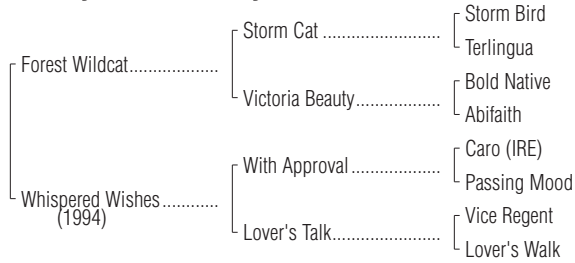 Storm Bird
Storm Cat ......................
Terlingua
Forest Wildcat.................
Bold Native
Victoria Beauty................
Abifaith
Caro (IRE)
With Approval .................
Passing Mood
Whispered Wishes ...........
(1994)
Vice Regent
Lover's Talk.....................
Lover's Walk